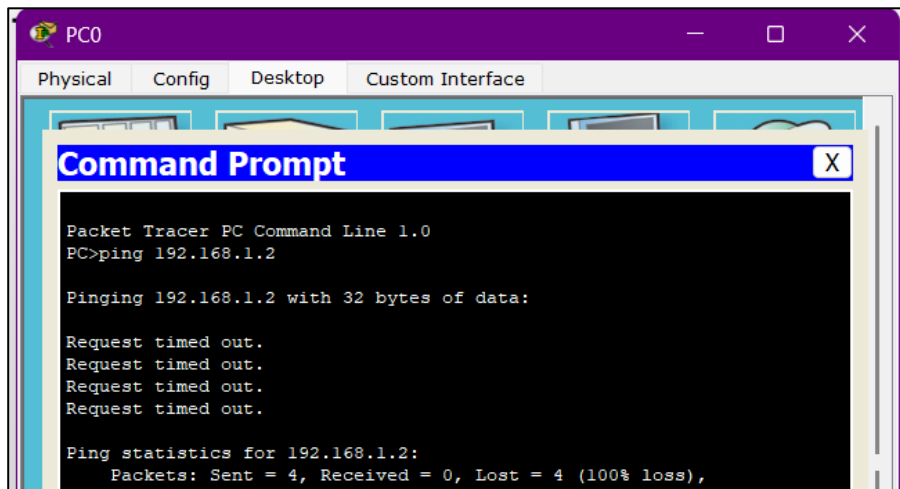 PC0
Physical Config Desktop Custom Interface
Command Prompt
X
Packet Tracer PC Command Line 1.0
PC>ping 192.168.1.2
Pinging 192.168.1.2 with 32 bytes of data:
Request timed out.
Request timed out.
Request timed out.
Request timed out.
Ping statistics for 192.168.1.2:
Packets: Sent = 4, Received = 0, Lost = 4 (100% loss),